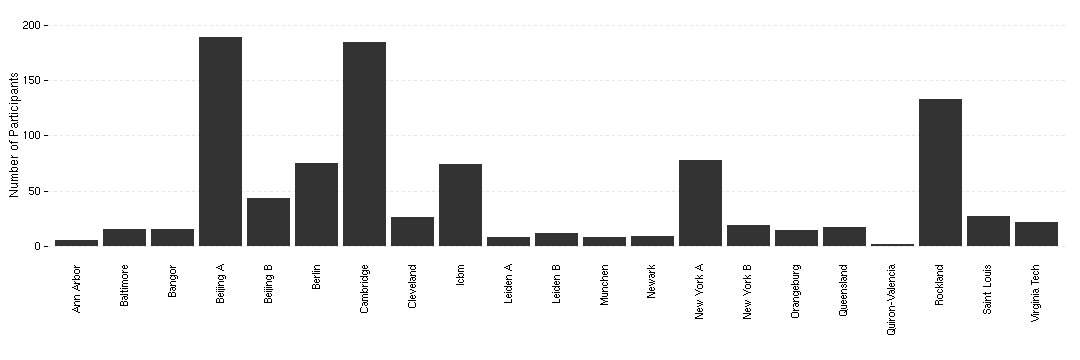 Number of Participants
200
150
100
50
0
Ann Arbor
Baltimore
Bangor
Beijing A
Beijing B
Berlin
Cambridge
Cleveland
Icbm
Leiden A
Leiden B
Munchen
Newark
New York A
New York B
Orangeburg
Queensland
Quiron-Valencia
Rockland
Saint Louis
Virginia Tech